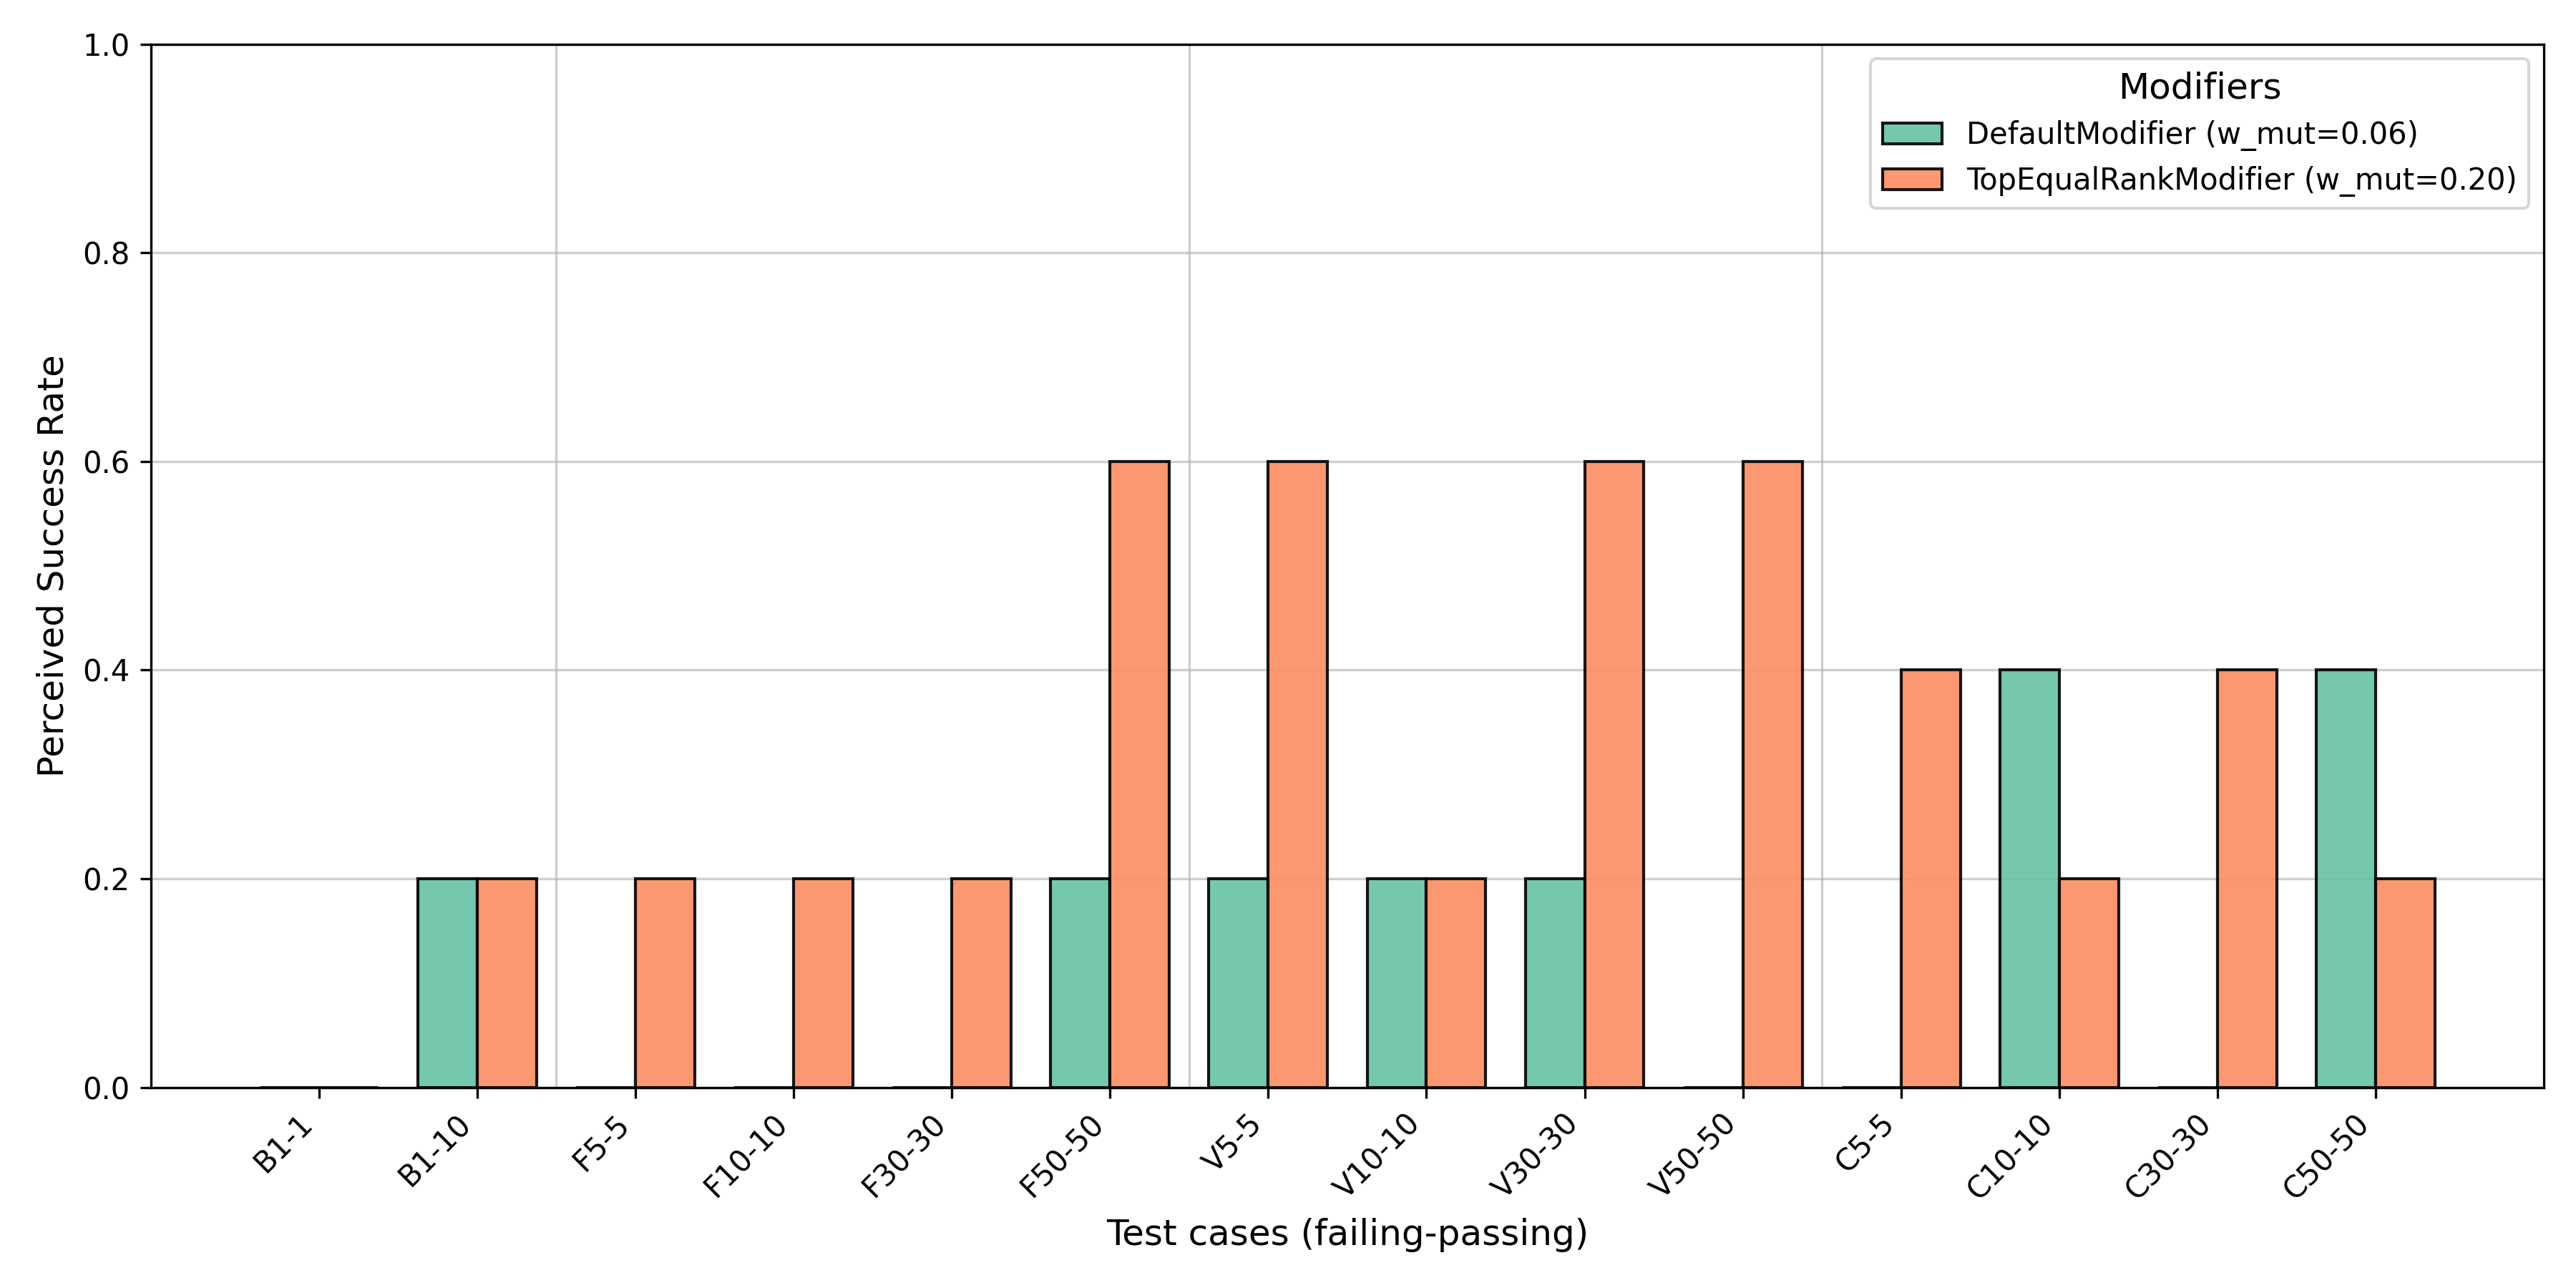 1.0
0.8
0.6
0.4
0.2
0.0
Perceived Success Rate
Modifiers
DefaultModifier (w_mut=0.06)
TopEqualRankModifier (w_mut=0.20)
B1-1
B1-10
F5-5
F10-10
F30-30
F50-50
V5-5
V10-10
V30-30
V50-50
C5-5
C10-10
C30-30
C50-50
Test cases (failing-passing)